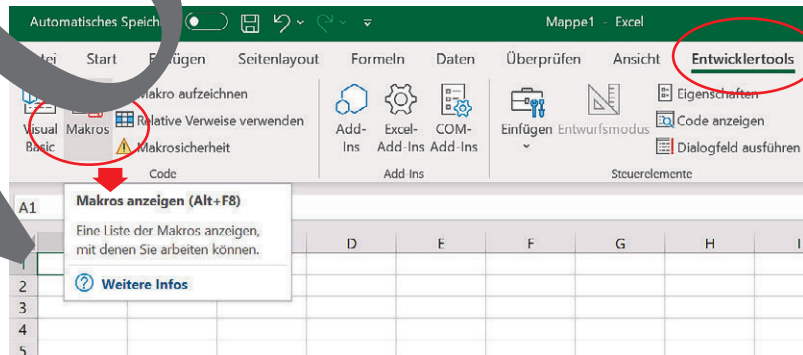 Automatisches Speich
Mappe1 - Excel
Start
Seitenlayout
Formeln
Daten
Überprüfen
Ansicht
Entwicklertools
Makro aufzeichnen
Relative Verweise verwenden
Makrosicherheit
Visual Basic
Makros
Code
Add-
Ins
Excel-
Add-Ins
COM-
Add-Ins
Add-Ins
Einfügen
Entwurfsmodus
Eigenschaften
Code anzeigen
Dialogfeld ausführen
Steuerelemente
A1
Makros anzeigen (Alt+F8)
Eine Liste der Makros anzeigen,
mit denen Sie arbeiten können.
Weitere Infos
D E F G H I
1
2
3
4
5